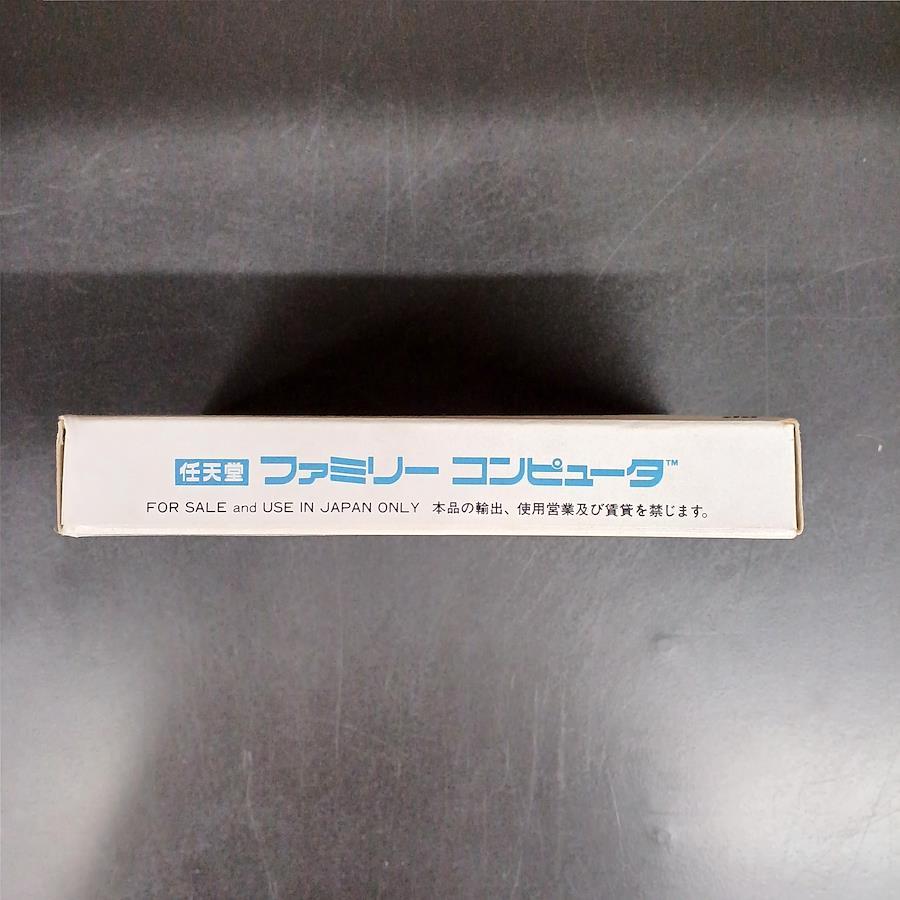 任天堂 ファミリー コンピュータ™
FOR SALE and USE IN JAPAN ONLY 本品の輸出、使用営業及び賃貸を禁じます。